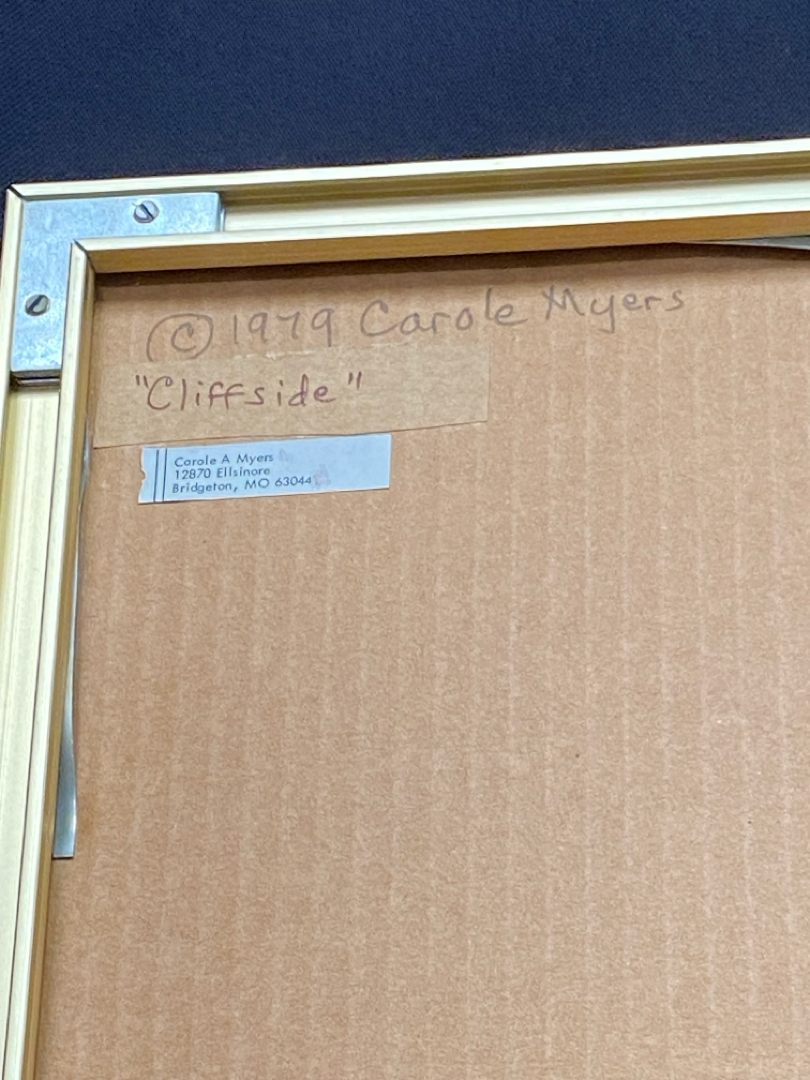 © 1979 Carole Myers
"Cliffside"
Carole A Myers
12870 Ellsinore
Bridgeton, MO 63044